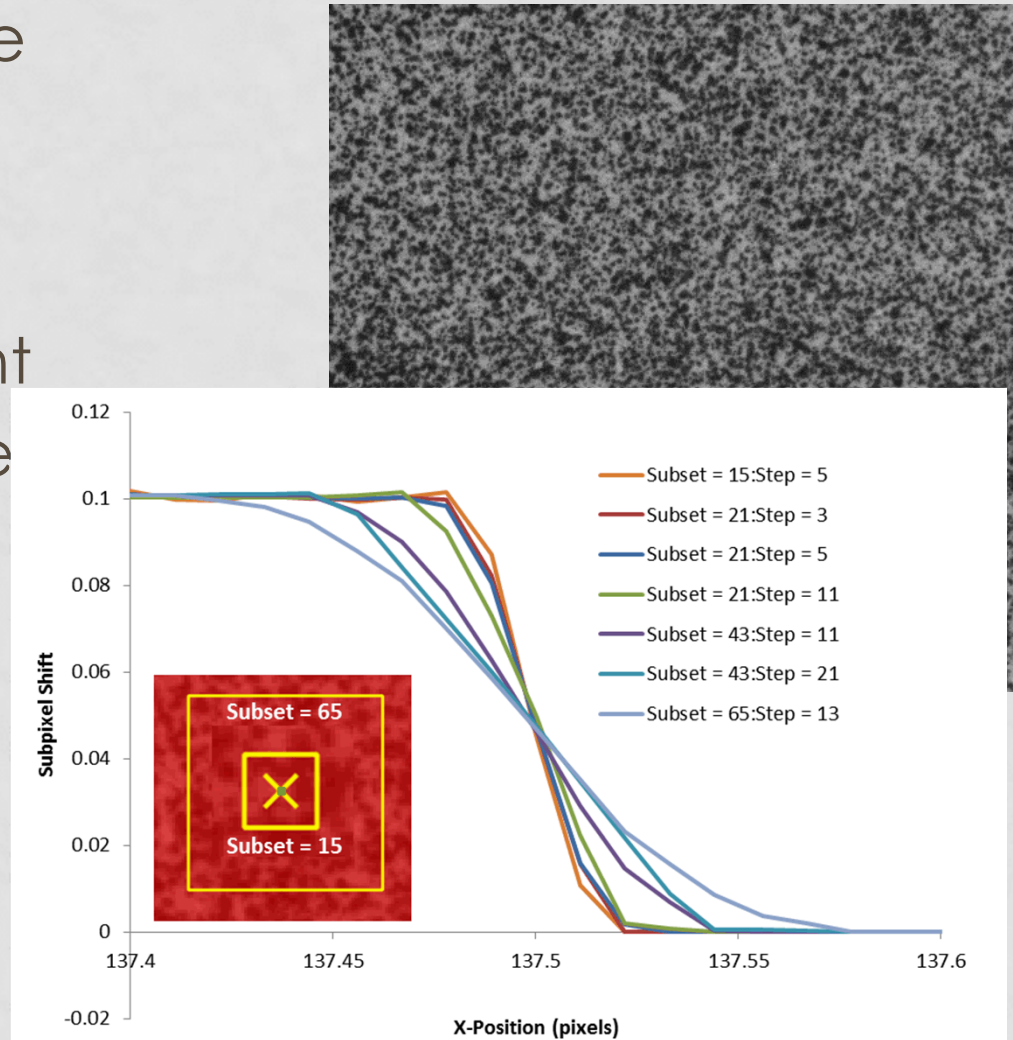 e
nt
e
0.12
0.1
0.08
0.06
0.04
0.02
0
-0.02
Subpixel Shift
Subset = 15:Step = 5
Subset = 21:Step = 3
Subset = 21:Step = 5
Subset = 21:Step = 11
Subset = 43:Step = 11
Subset = 43:Step = 21
Subset = 65:Step = 13
Subset = 65
Subset = 15
137.4 137.45 137.5 137.55 137.6
X-Position (pixels)